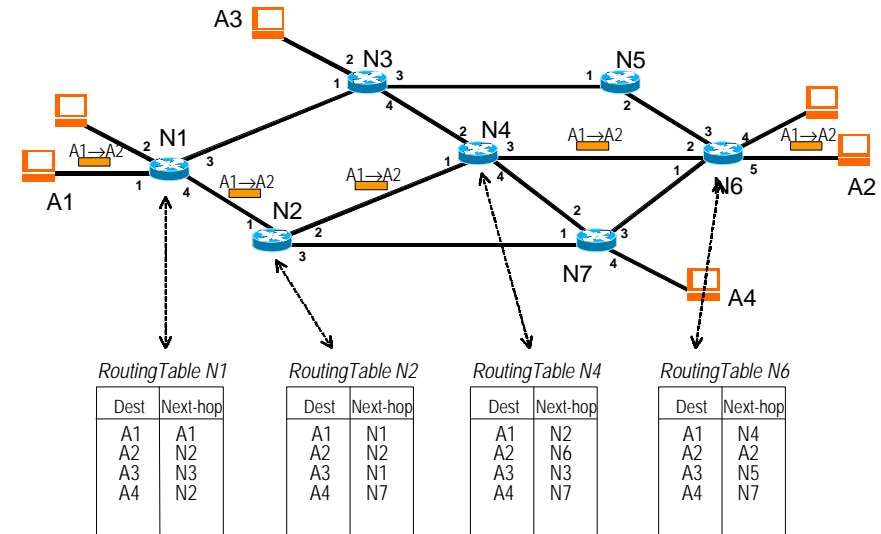 A3
2
N3
N5
1
3
1
4
2
N1
2
N4
A1→A2
2
3
A1→A2
3
4
A1→A2
3
1
2
5
1
4
A1→A2
A1→A2
1
4
N6
A2
A1
N2
1
2
2
3
1
3
N7
4
A4
RoutingTable N1 RoutingTable N2 RoutingTable N4 RoutingTable N6
Dest Next-hop Dest Next-hop Dest Next-hop Dest Next-hop
A1 A1 A1 N1 A1 N2 A1 N4
A2 N2 A2 N2 A2 N6 A2 A2
A3 N3 A3 N1 A3 N3 A3 N5
A4 N2 A4 N7 A4 N7 A4 N7